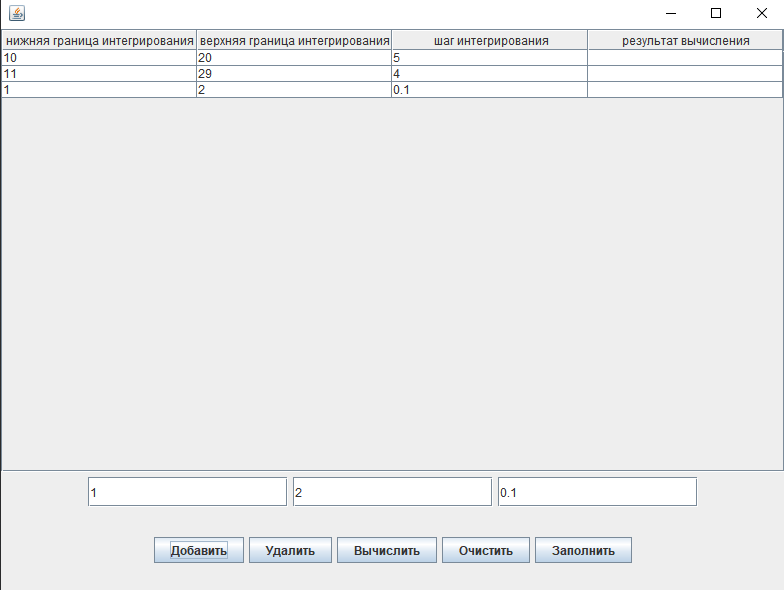 нижняя граница интегрирования верхняя граница интегрирования шаг интегрирования результат вычисления
10 20 5
11 29 4
1 2 0.1
1 2 0.1
Добавить Удалить Вычислить Очистить Заполнить